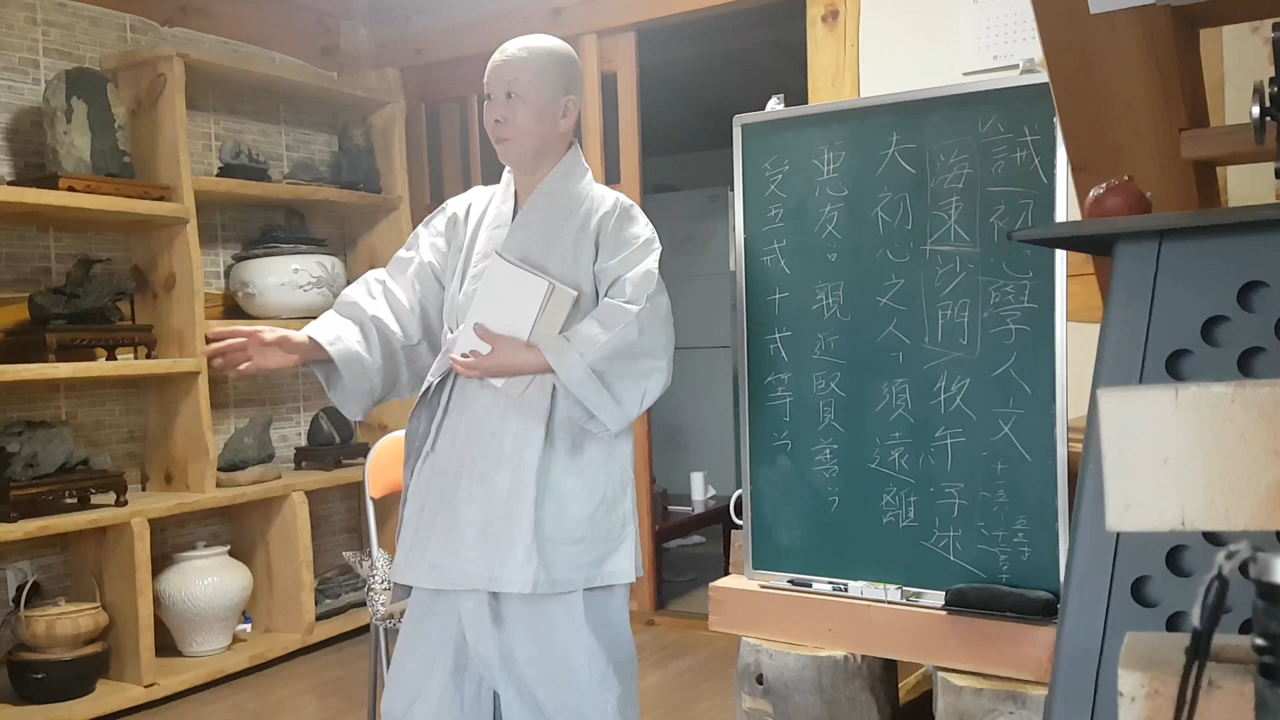 誡初心學人文
海東沙門牧牛子述
夫初心之人須遠離
悪友親近賢善
受五戒十戒等